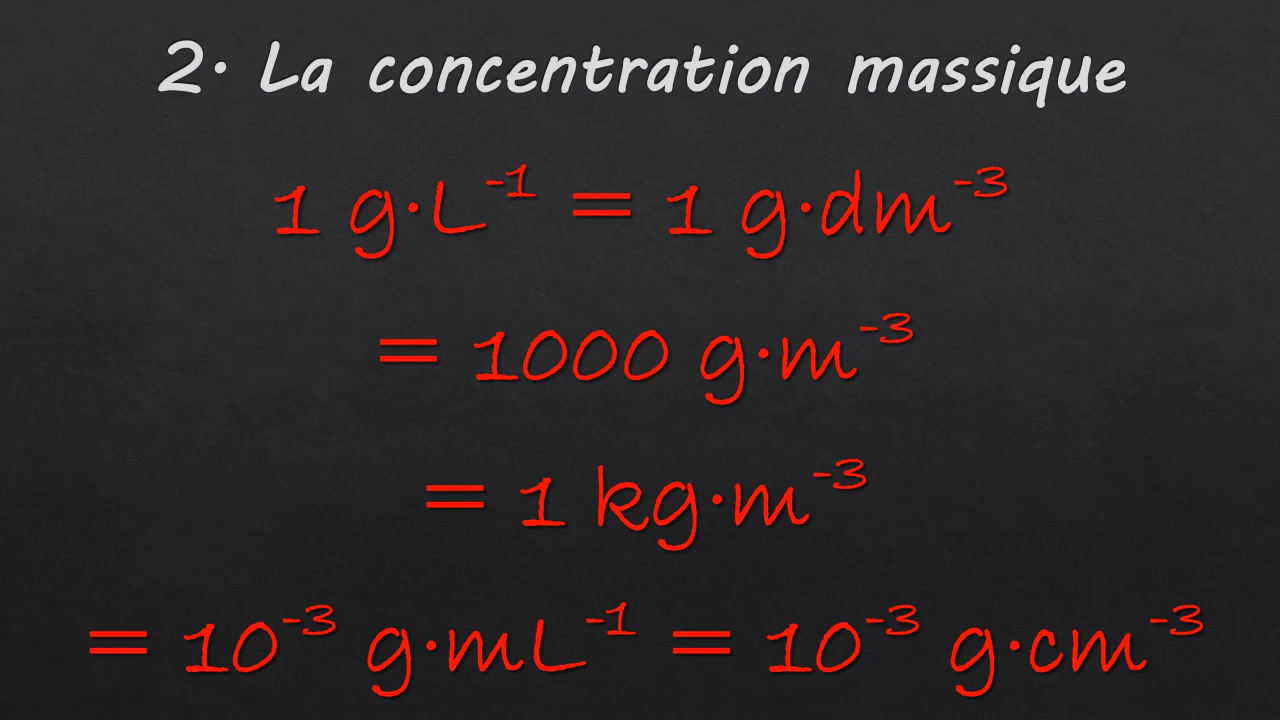 2. La concentration massique
1 g·L⁻¹ = 1 g·dm⁻³
= 1000 g·m⁻³
= 1 kg·m⁻³
= 10⁻³ g·mL⁻¹ = 10⁻³ g·cm⁻³